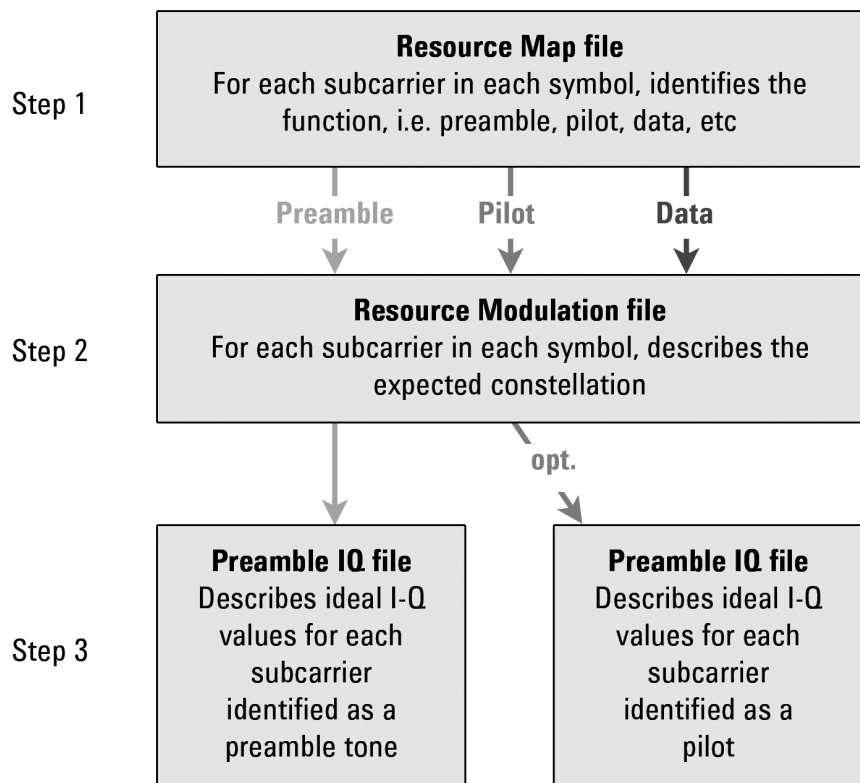 Resource Map file
For each subcarrier in each symbol, identifies the
function, i.e. preamble, pilot, data, etc
Step 1
Preamble
Pilot
Data
Resource Modulation file
For each subcarrier in each symbol, describes the
expected constellation
Step 2
opt.
Preamble IQ file
Describes ideal I-Q
values for each
subcarrier
identified as a
preamble tone
Preamble IQ file
Describes ideal I-Q
values for each
subcarrier
identified as a
pilot
Step 3